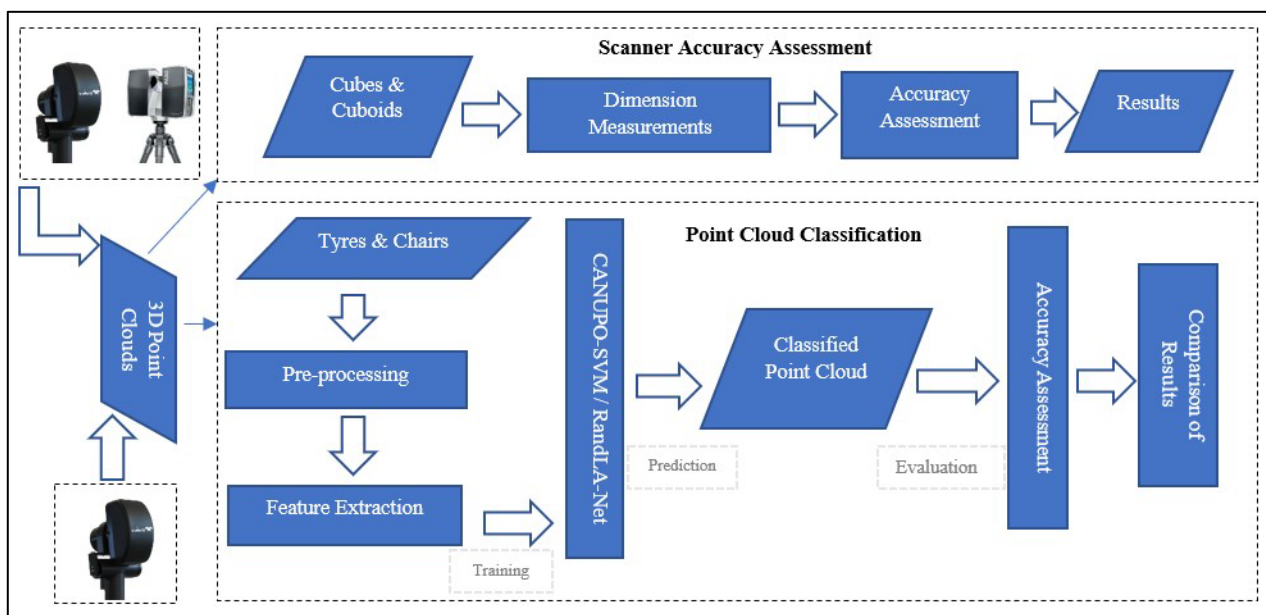 Scanner Accuracy Assessment
Cubes &
Cuboids
Dimension
Measurements
Accuracy
Assessment
Results
3D Point
Clouds
Point Cloud Classification
Tyres & Chairs
Pre-processing
Feature Extraction
Training
CANUPO-SVM / RandLA-Net
Prediction
Classified
Point Cloud
Evaluation
Accuracy Assessment
Comparison of
Results